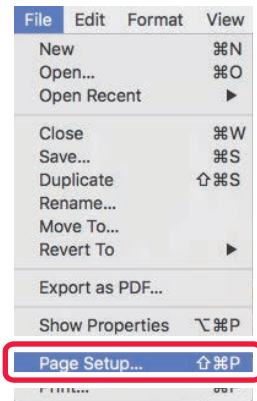 File Edit Format View
New ⌘N
Open... ⌘O
Open Recent ▶
Close ⌘W
Save... ⌘S
Duplicate ⇧⌘S
Rename...
Move To...
Revert To ▶
Export as PDF...
Show Properties ⌥⌘P
Page Setup... ⇧⌘P
Print... ⌘P